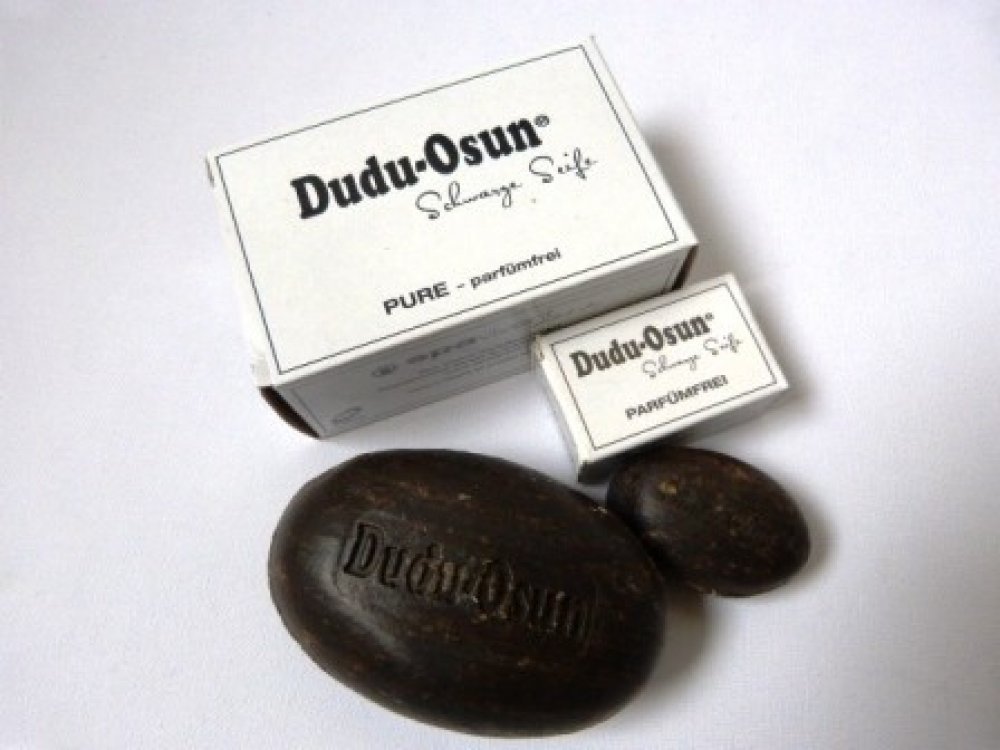 Dudu-Osun®
Schwarze Seife
PURE - parfümfrei
Dudu-Osun®
Schwarze Seife
PARFÜMFREI
Dudu-Osun